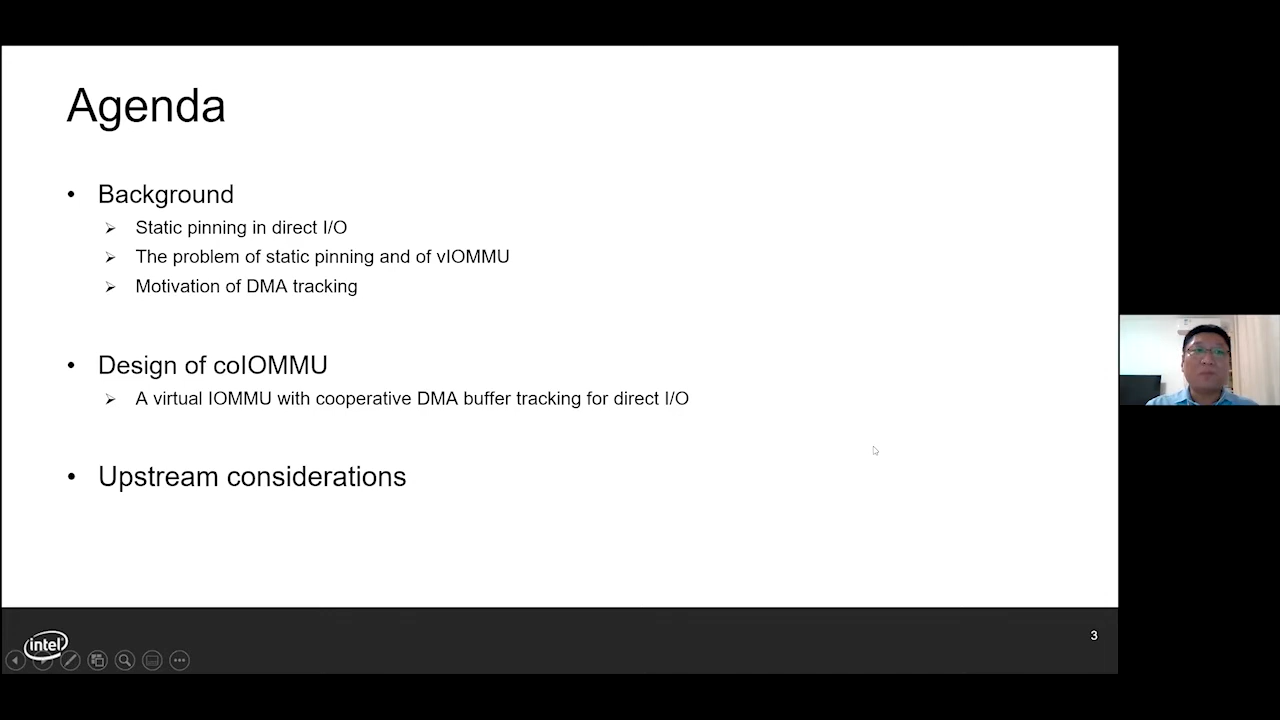 Agenda
• Background
➢ Static pinning in direct I/O
➢ The problem of static pinning and of vIOMMU
➢ Motivation of DMA tracking
• Design of coIOMMU
➢ A virtual IOMMU with cooperative DMA buffer tracking for direct I/O
• Upstream considerations
intel
3